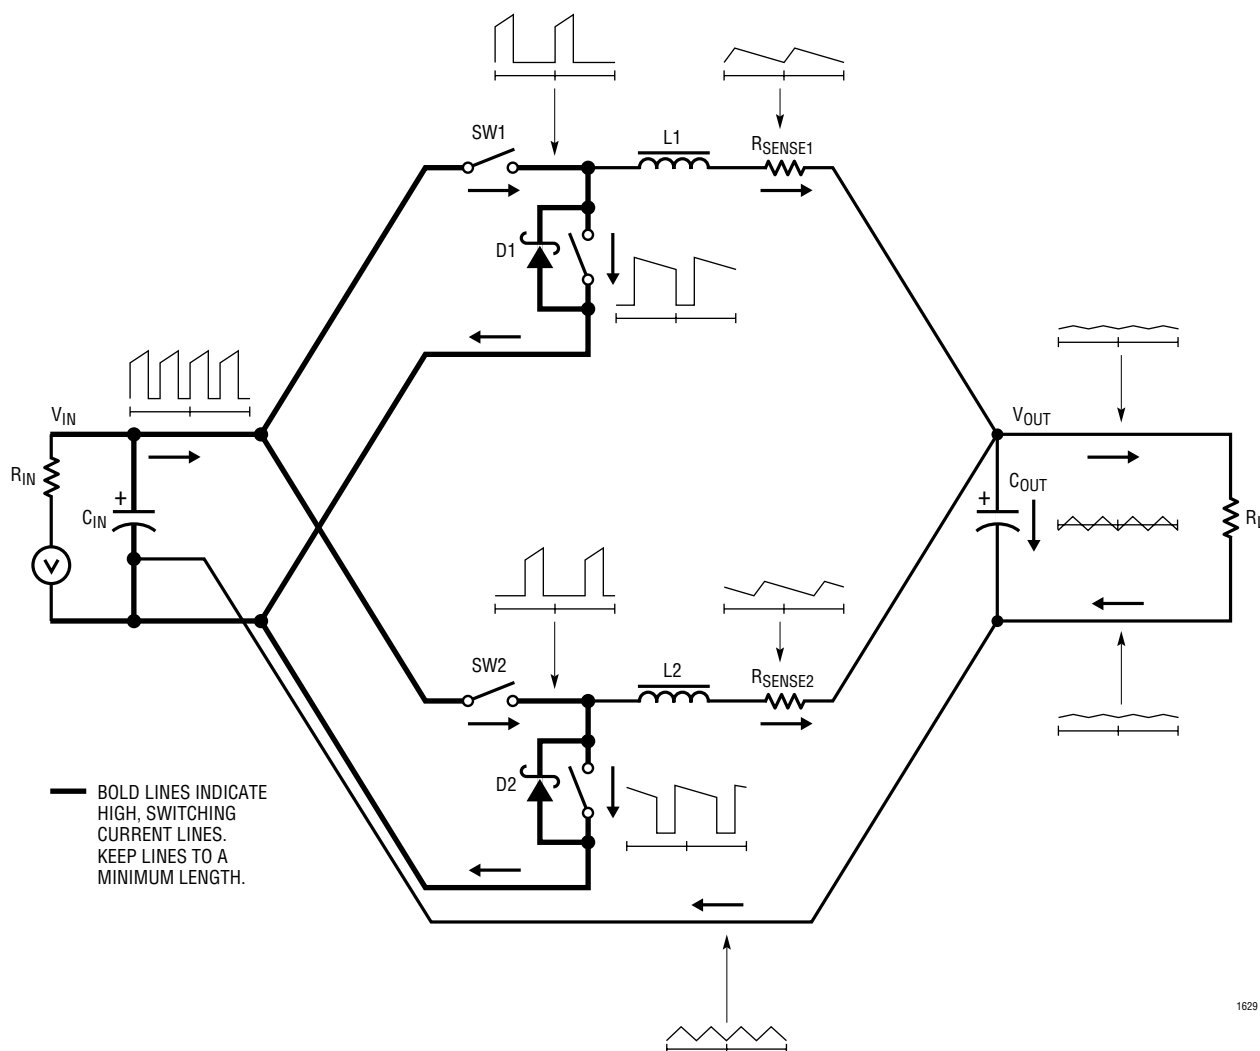 SW1
L1
RSENSE1
D1
VIN
RIN
+
CIN
V
VOUT
COUT
+
SW2
L2
RSENSE2
D2
BOLD LINES INDICATE
HIGH, SWITCHING
CURRENT LINES.
KEEP LINES TO A
MINIMUM LENGTH.
1629